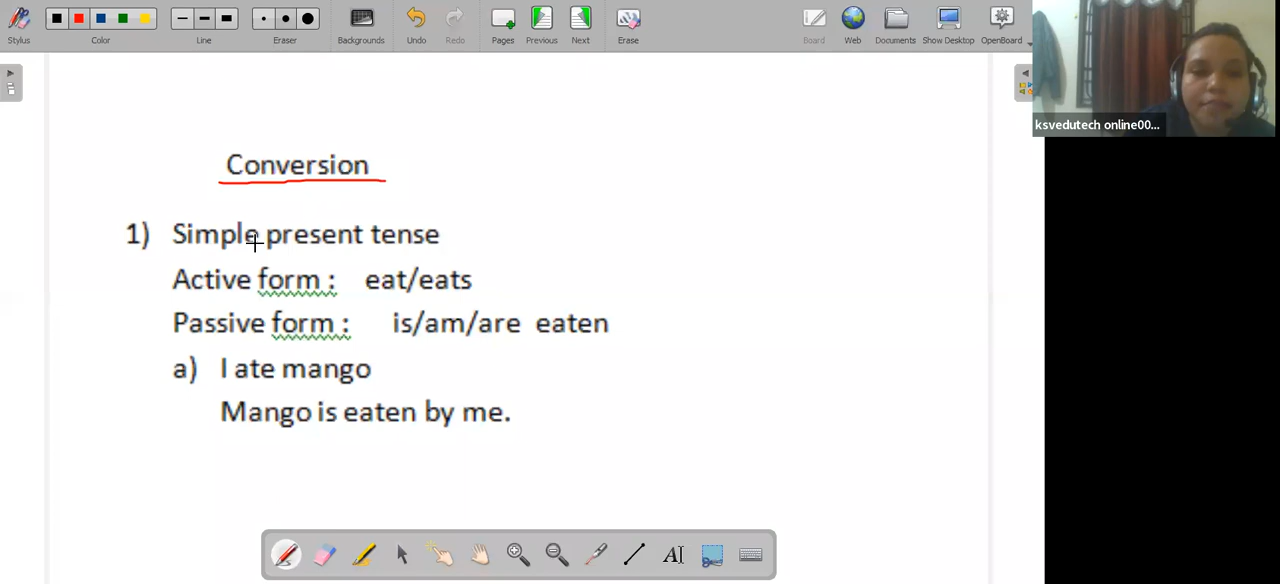 Stylus
Color
Line
Eraser
Backgrounds
Undo
Redo
Pages
Previous
Next
Erase
Board
Web
Documents
Show Desktop
OpenBoard
ksvedutech online00...
Conversion
1) Simple present tense
Active form : eat/eats
Passive form : is/am/are eaten
a) I ate mango
Mango is eaten by me.
AI